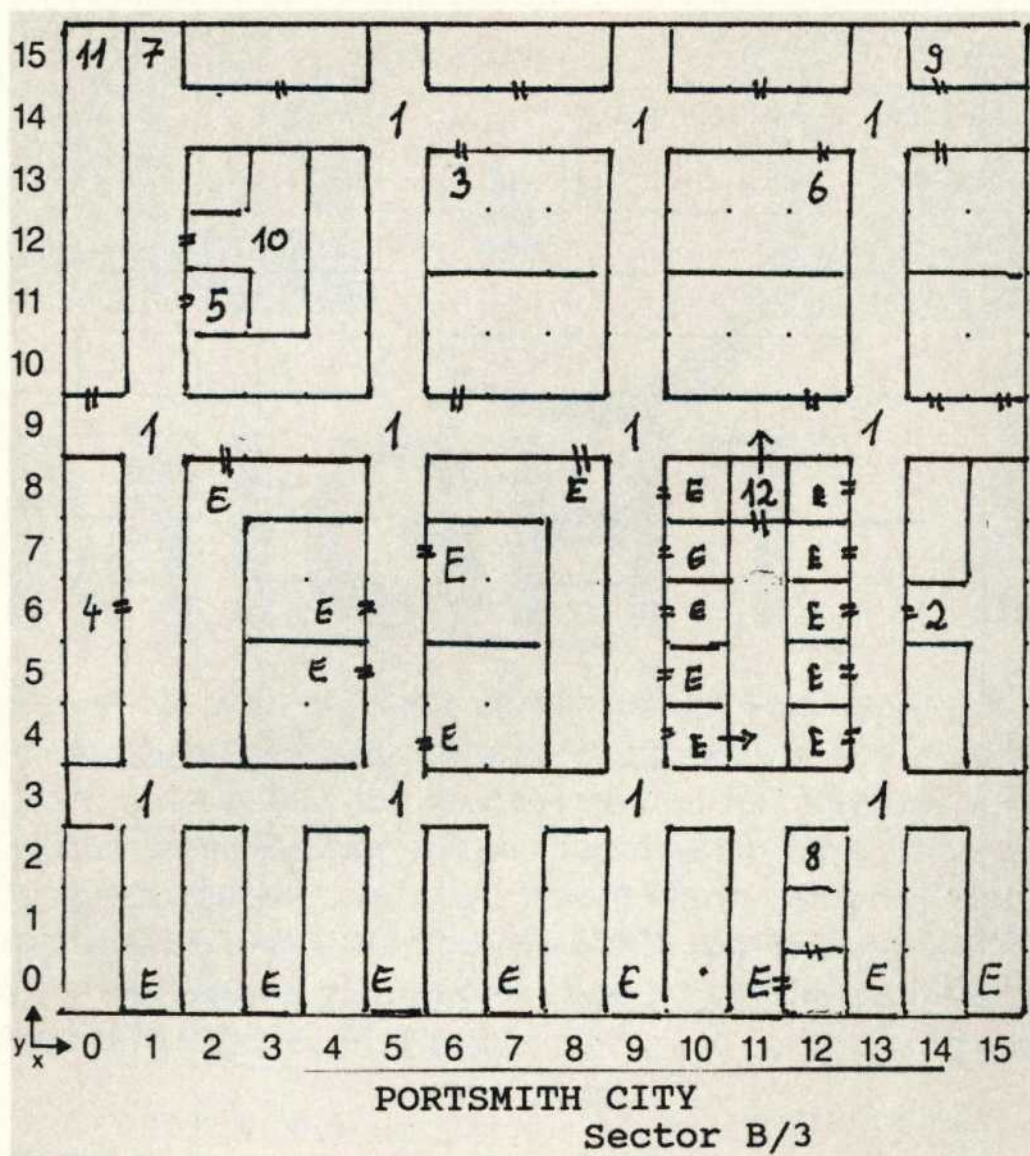 15 11 7 9
14 1 1 1
13 3 6
12 10
11 5
10
9 1 1 1 1
8 E E E 12 E
7 E E E
6 4 E E E 2
5 E E E
4 E E E
3 1 1 1 1
2 8
1
0 E E E E E E E E
y x 0 1 2 3 4 5 6 7 8 9 10 11 12 13 14 15
PORTSMITH CITY
Sector B/3